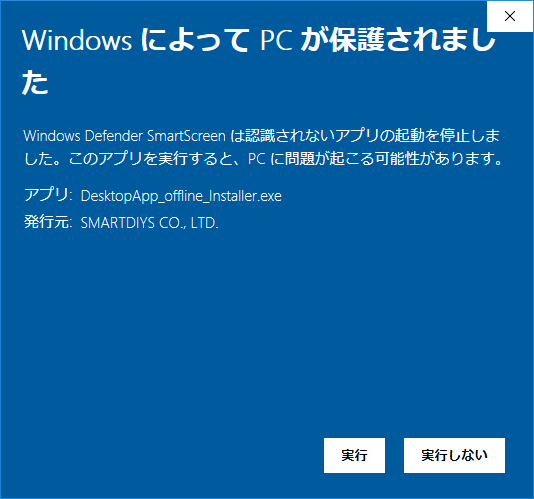 Windows によって PC が保護されまし
た
Windows Defender SmartScreen は認識されないアプリの起動を停止しま
した。このアプリを実行すると、PC に問題が起こる可能性があります。
アプリ: DesktopApp_offline_Installer.exe
発行元: SMARTDIYS CO., LTD.
実行 実行しない